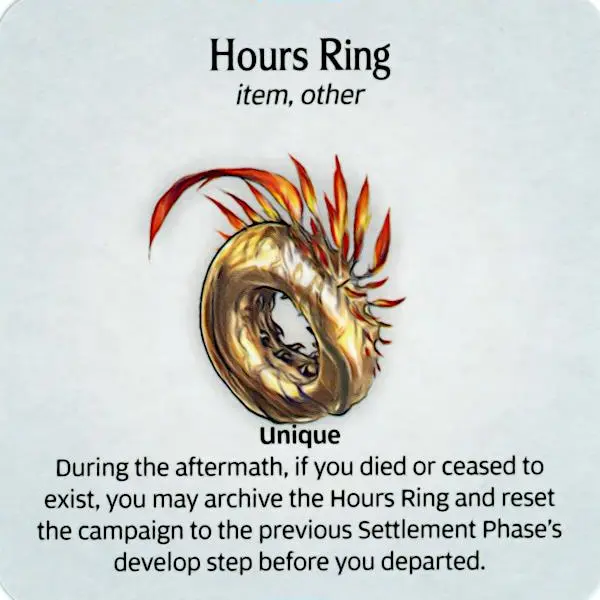 Hours Ring
item, other
Unique
During the aftermath, if you died or ceased to
exist, you may archive the Hours Ring and reset
the campaign to the previous Settlement Phase's
develop step before you departed.